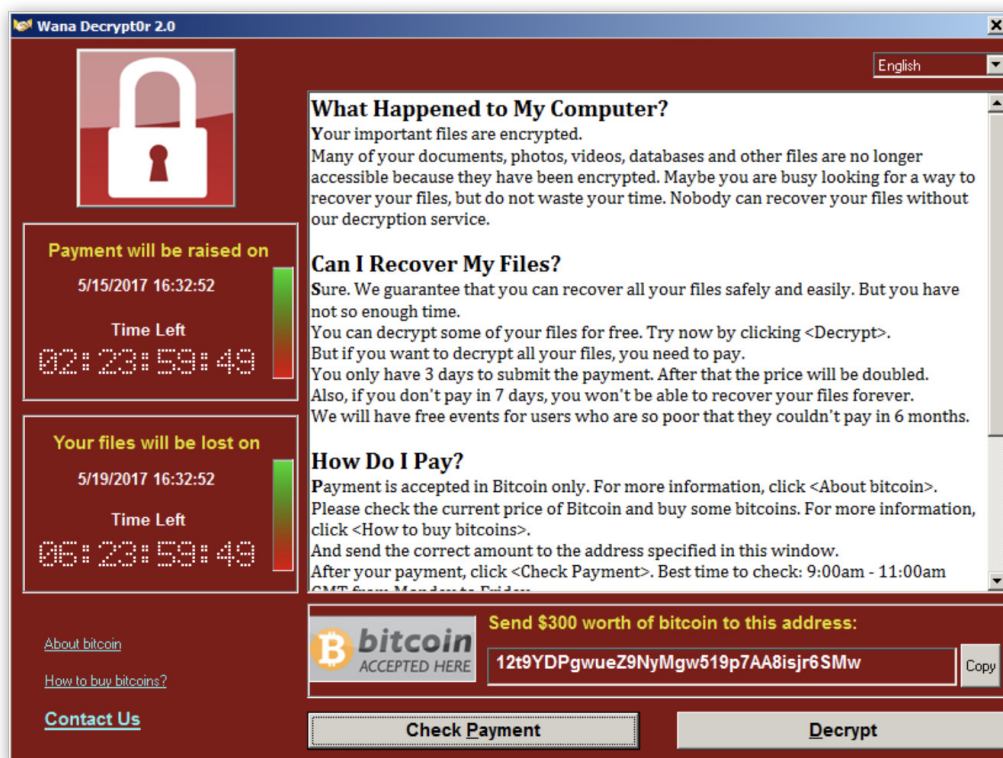 Wana Decrypt0r 2.0
English
What Happened to My Computer?
Your important files are encrypted.
Many of your documents, photos, videos, databases and other files are no longer
accessible because they have been encrypted. Maybe you are busy looking for a way to
recover your files, but do not waste your time. Nobody can recover your files without
our decryption service.
Can I Recover My Files?
Sure. We guarantee that you can recover all your files safely and easily. But you have
not so enough time.
You can decrypt some of your files for free. Try now by clicking <Decrypt>.
But if you want to decrypt all your files, you need to pay.
You only have 3 days to submit the payment. After that the price will be doubled.
Also, if you don't pay in 7 days, you won't be able to recover your files forever.
We will have free events for users who are so poor that they couldn't pay in 6 months.
How Do I Pay?
Payment is accepted in Bitcoin only. For more information, click <About bitcoin>.
Please check the current price of Bitcoin and buy some bitcoins. For more information,
click <How to buy bitcoins>.
And send the correct amount to the address specified in this window.
After your payment, click <Check Payment>. Best time to check: 9:00am - 11:00am
GMT from Monday to Friday.
Payment will be raised on
5/15/2017 16:32:52
Time Left
02:23:59:49
Your files will be lost on
5/19/2017 16:32:52
Time Left
06:23:59:49
About bitcoin
How to buy bitcoins?
Contact Us
bitcoin
ACCEPTED HERE
Send $300 worth of bitcoin to this address:
12t9YDPgwueZ9NyMgw519p7AA8isjr6SMw
Copy
Check Payment
Decrypt